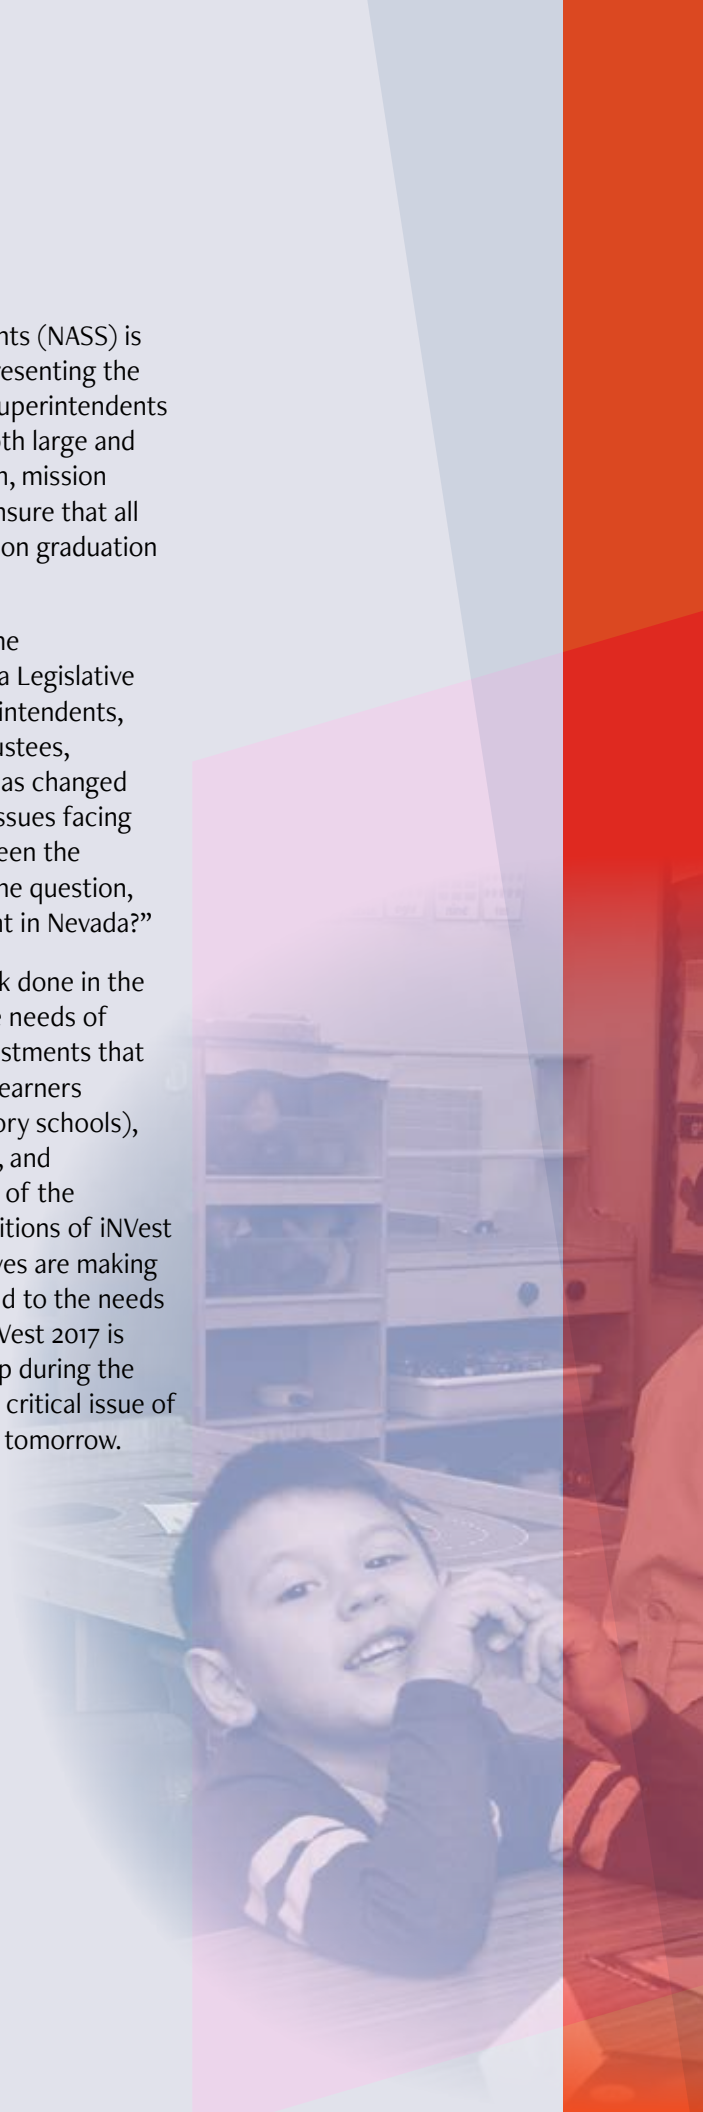 nts (NASS) is
resenting the
uperintendents
oth large and
n, mission
nsure that all
on graduation
ne
a Legislative
intendents,
ustees,
as changed
ssues facing
een the
he question,
nt in Nevada?”
k done in the
e needs of
stments that
earners
ory schools),
, and
of the
itions of iNVest
ves are making
d to the needs
Vest 2017 is
p during the
critical issue of
tomorrow.